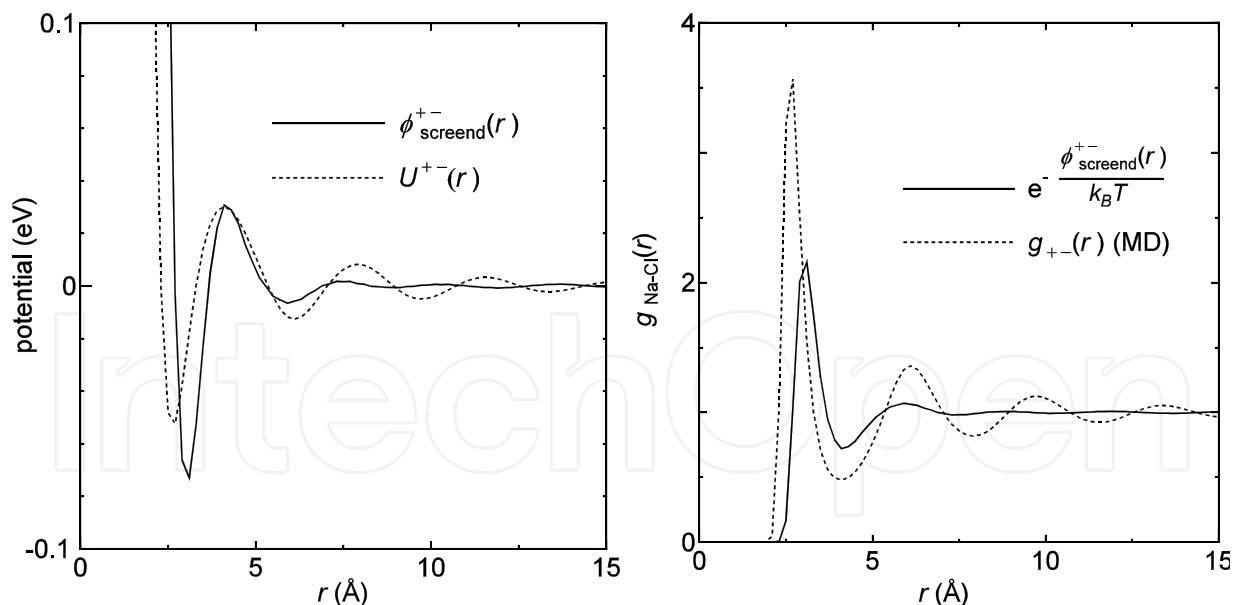 0.1
0
-0.1
potential (eV)
0
5
10
15
r (Å)
ϕ⁺⁻screend(r)
U⁺⁻(r)
4
2
0
g Na-Cl(r)
0
5
10
15
r (Å)
e- ϕ⁺⁻screend(r)
kBT
g+-(r) (MD)
IntechOpen